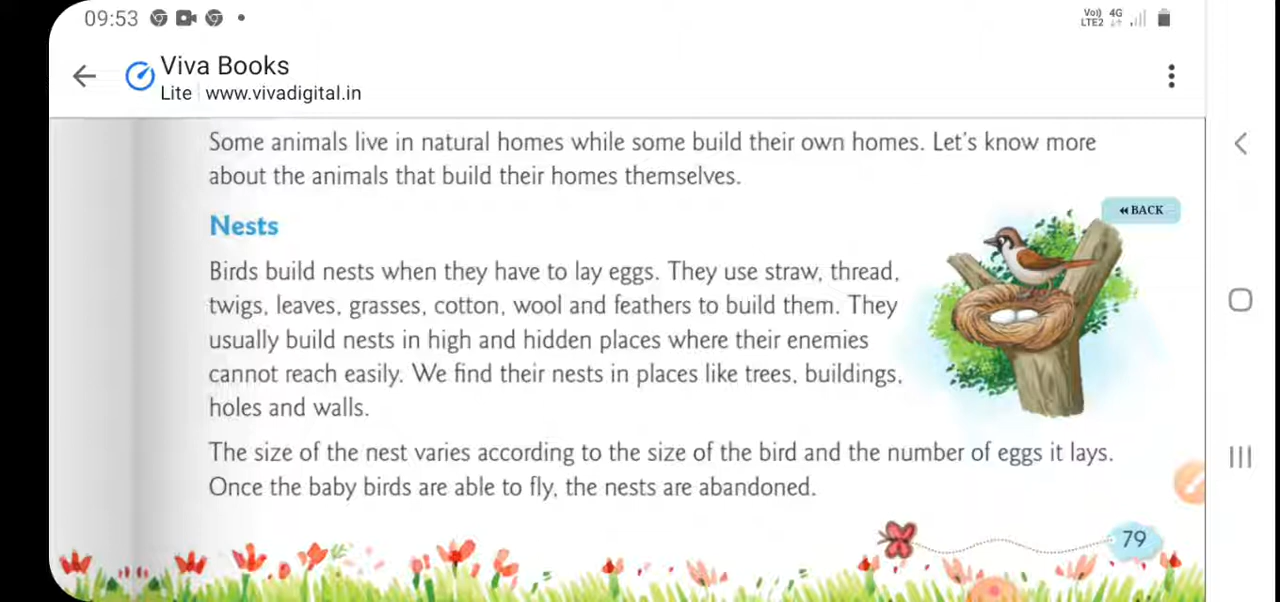 09:53
Vo) 4G
LTE2
Viva Books
Lite www.vivadigital.in
Some animals live in natural homes while some build their own homes. Let's know more
about the animals that build their homes themselves.
BACK
Nests
Birds build nests when they have to lay eggs. They use straw, thread,
twigs, leaves, grasses, cotton, wool and feathers to build them. They
usually build nests in high and hidden places where their enemies
cannot reach easily. We find their nests in places like trees, buildings,
holes and walls.
The size of the nest varies according to the size of the bird and the number of eggs it lays.
Once the baby birds are able to fly, the nests are abandoned.
79